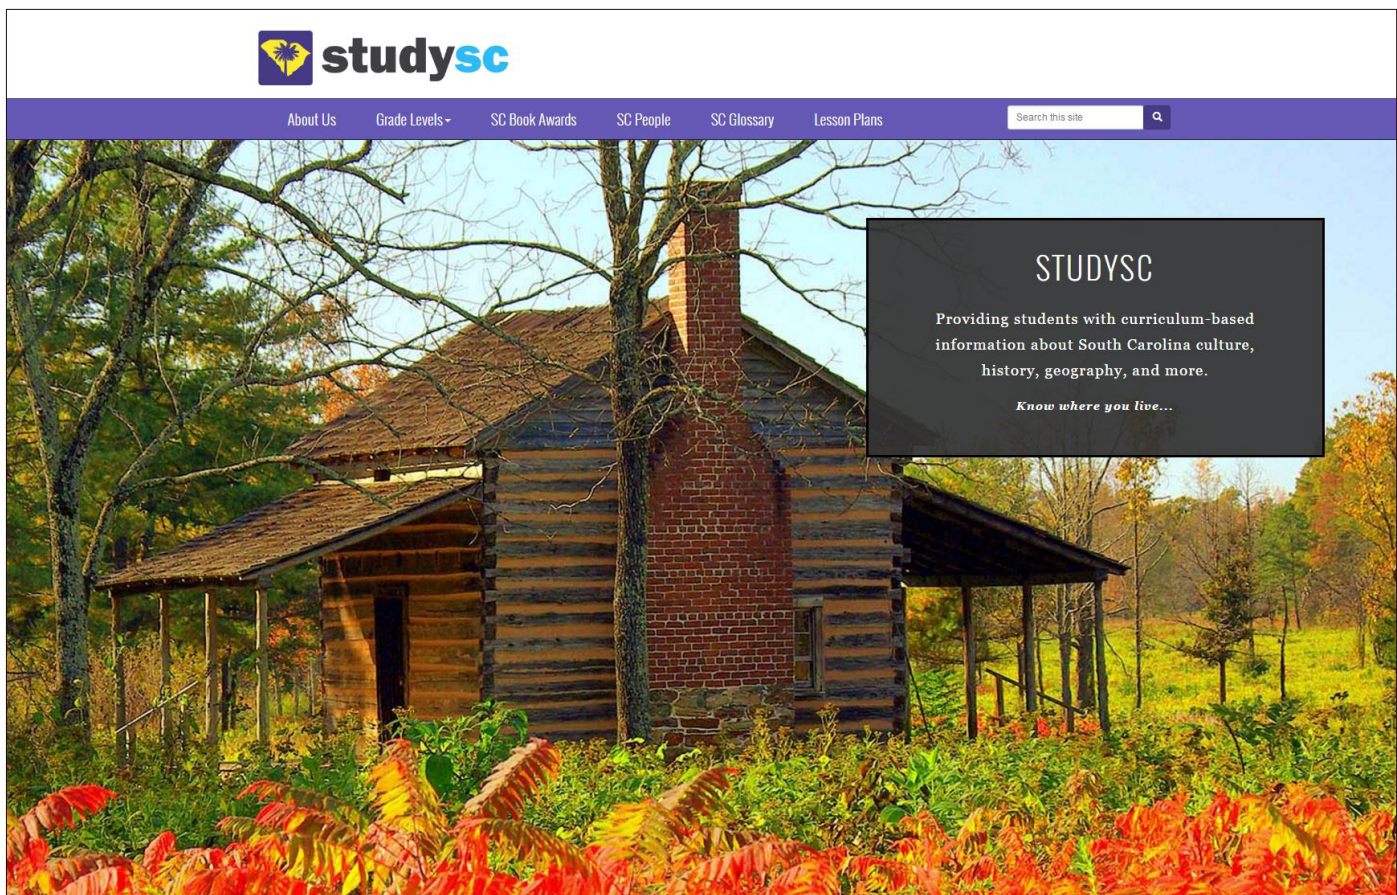 studysc
About Us Grade Levels SC Book Awards SC People SC Glossary Lesson Plans Search this site
STUDYSC
Providing students with curriculum-based
information about South Carolina culture,
history, geography, and more.
Know where you live...